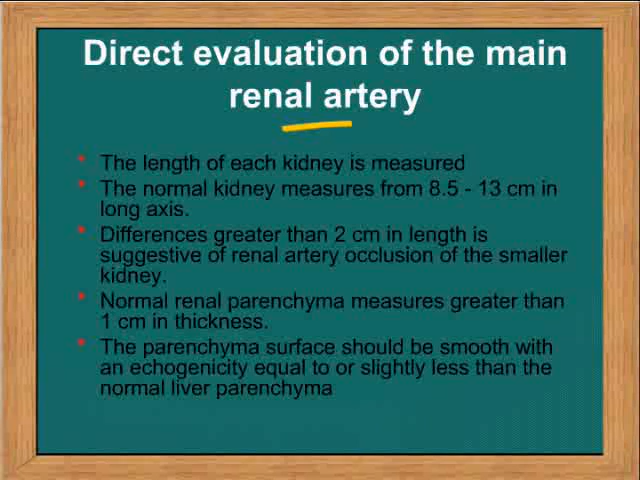 Direct evaluation of the main
renal artery
• The length of each kidney is measured
• The normal kidney measures from 8.5 - 13 cm in
long axis.
• Differences greater than 2 cm in length is
suggestive of renal artery occlusion of the smaller
kidney.
• Normal renal parenchyma measures greater than
1 cm in thickness.
• The parenchyma surface should be smooth with
an echogenicity equal to or slightly less than the
normal liver parenchyma